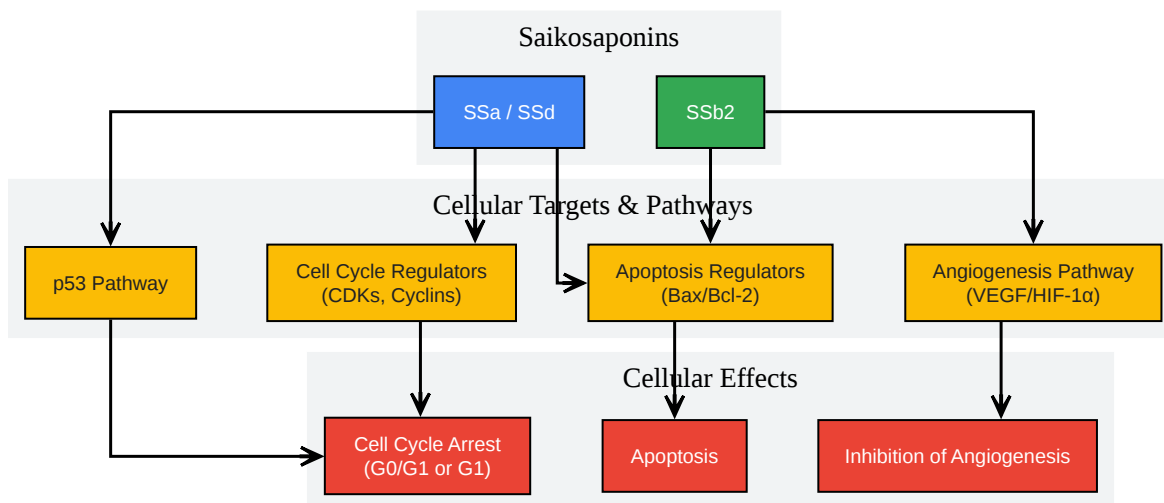 Saikosaponins
SSa / SSd
SSb2
Cellular Targets & Pathways
p53 Pathway
Cell Cycle Regulators
(CDKs, Cyclins)
Apoptosis Regulators
(Bax/Bcl-2)
Angiogenesis Pathway
(VEGF/HIF-1α)
Cellular Effects
Cell Cycle Arrest
(G0/G1 or G1)
Apoptosis
Inhibition of Angiogenesis